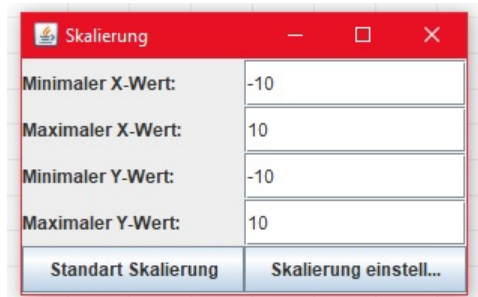 Skalierung
Minimaler X-Wert: -10
Maximaler X-Wert: 10
Minimaler Y-Wert: -10
Maximaler Y-Wert: 10
Standart Skalierung Skalierung einstell...